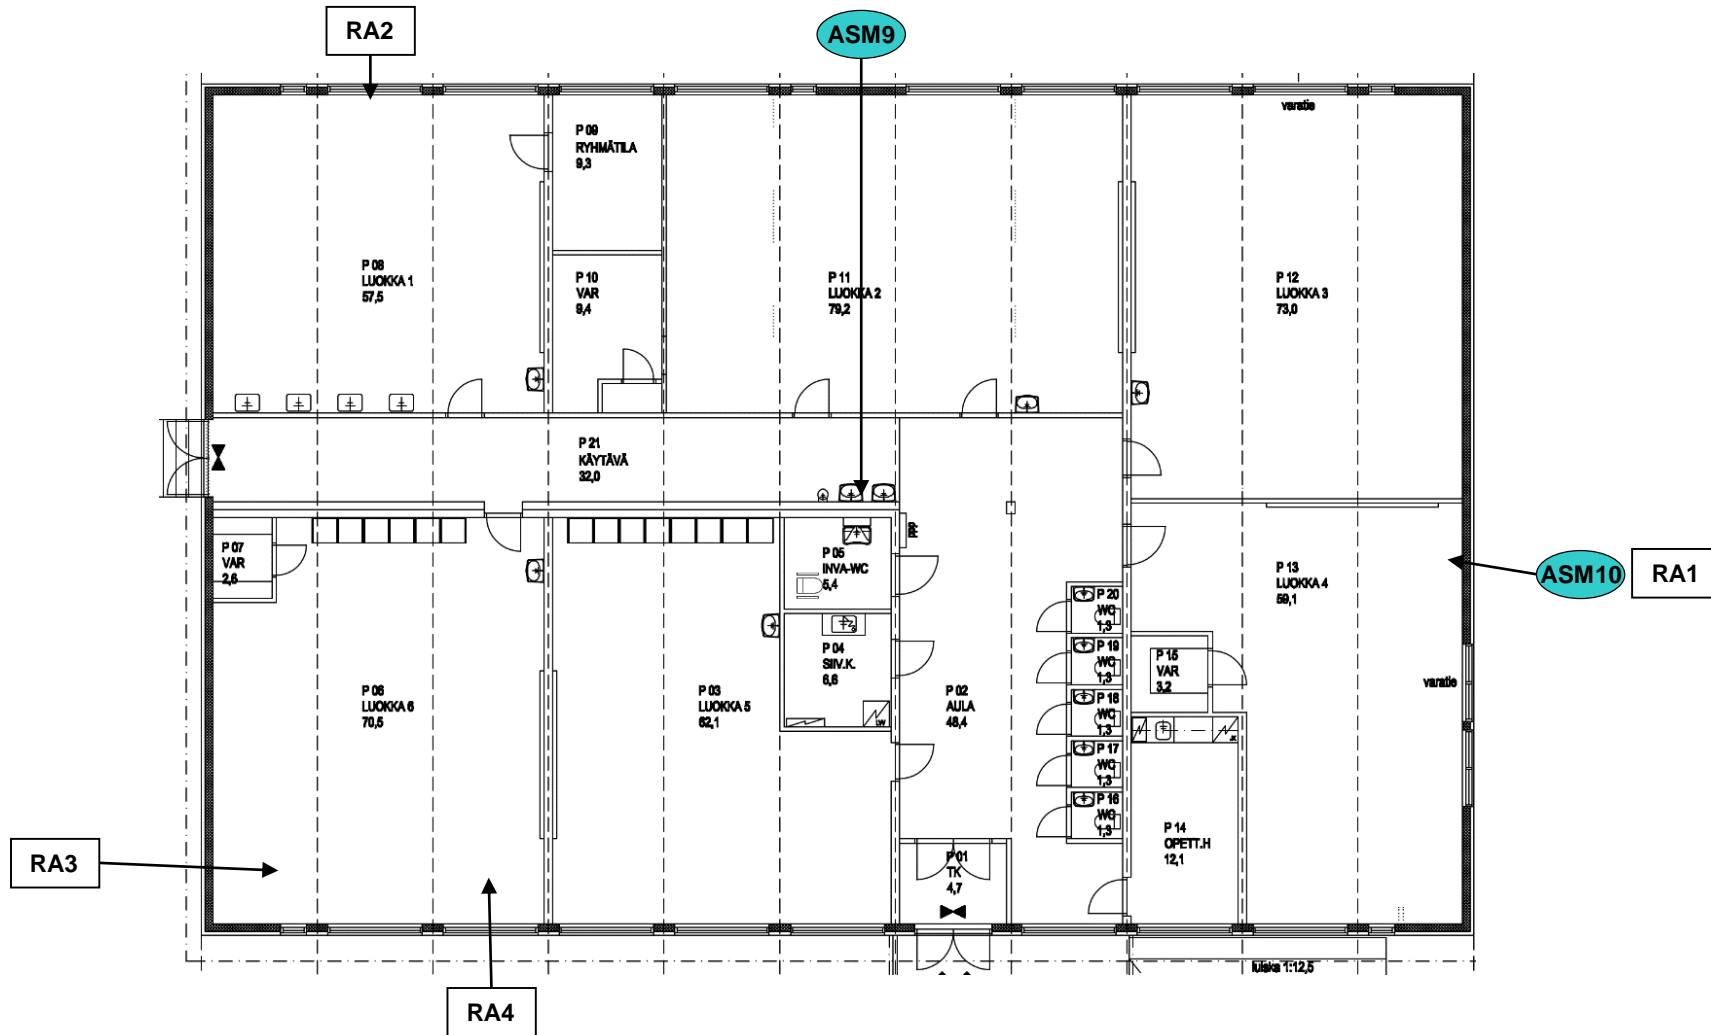 RA2
ASM9
varatie
P 09
RYHMÄTILA
9,3
P 08
LUOKKA 1
57,5
P 10
VAR
9,4
P 11
LUOKKA 2
79,2
P 12
LUOKKA 3
73,0
P 21
KÄYTÄVÄ
32,0
ppp
P 07
VAR
2,6
P 05
INVA-WC
5,4
P 13
LUOKKA 4
59,1
ASM10
RA1
P 20
WC
1,3
P 04
SIIV.K.
6,6
P 19
WC
1,3
P 15
VAR
3,2
varatie
P 06
LUOKKA 6
70,5
P 03
LUOKKA 5
62,1
P 02
AULA
48,4
P 18
WC
1,3
P 17
WC
1,3
P 16
WC
1,3
P 14
OPETT.H
12,1
RA3
P 01
TK
4,7
luiska 1:12,5
RA4